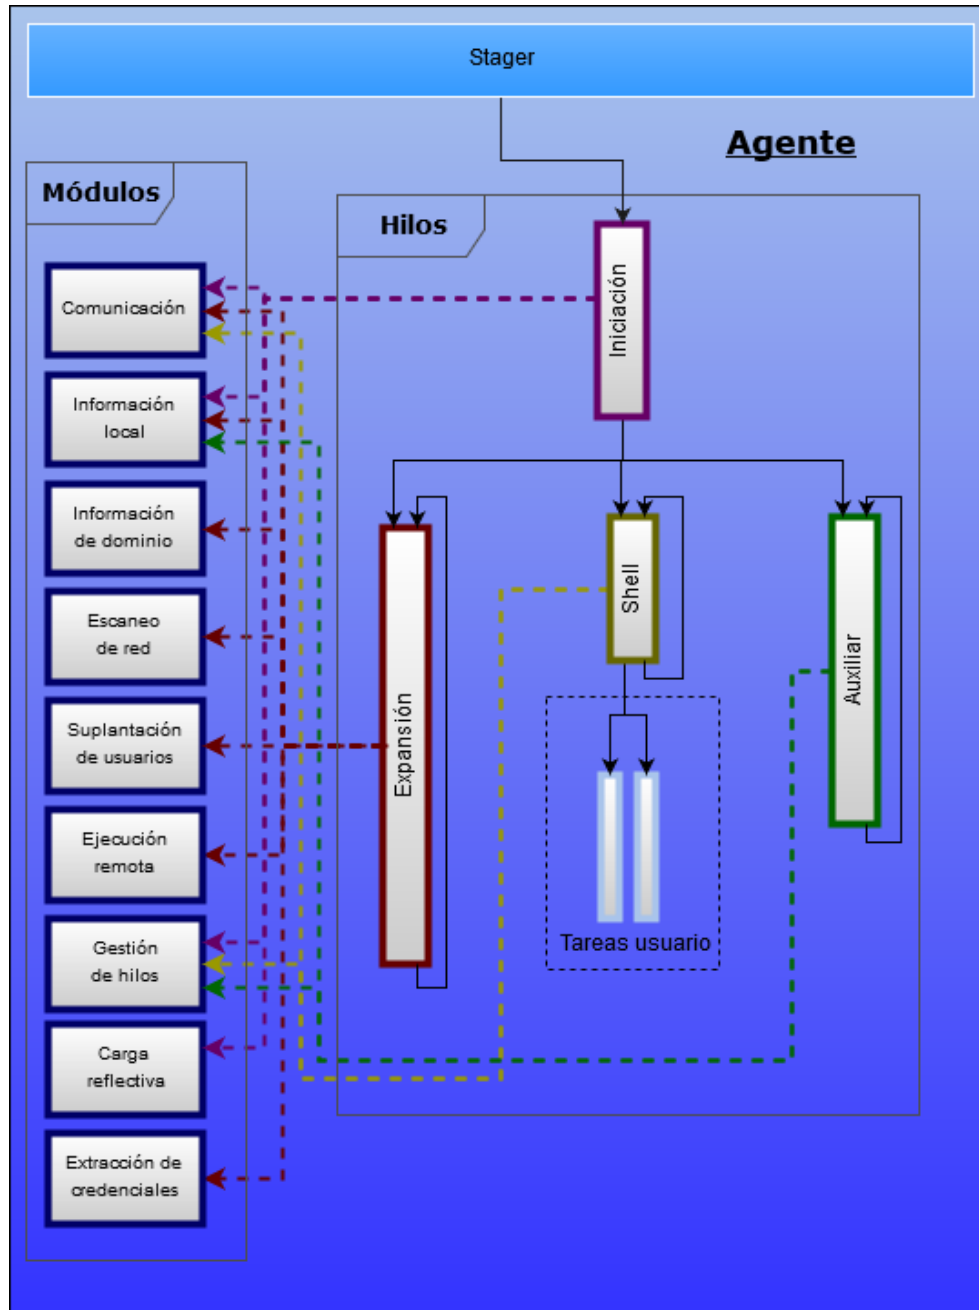 Stager
Agente
Módulos
Hilos
Comunicación
Iniciación
Información
local
Información
de dominio
Escaneo
de red
Suplantación
de usuarios
Ejecución
remota
Gestión
de hilos
Carga
reflectiva
Extracción de
credenciales
Expansión
Shell
Auxiliar
Tareas usuario